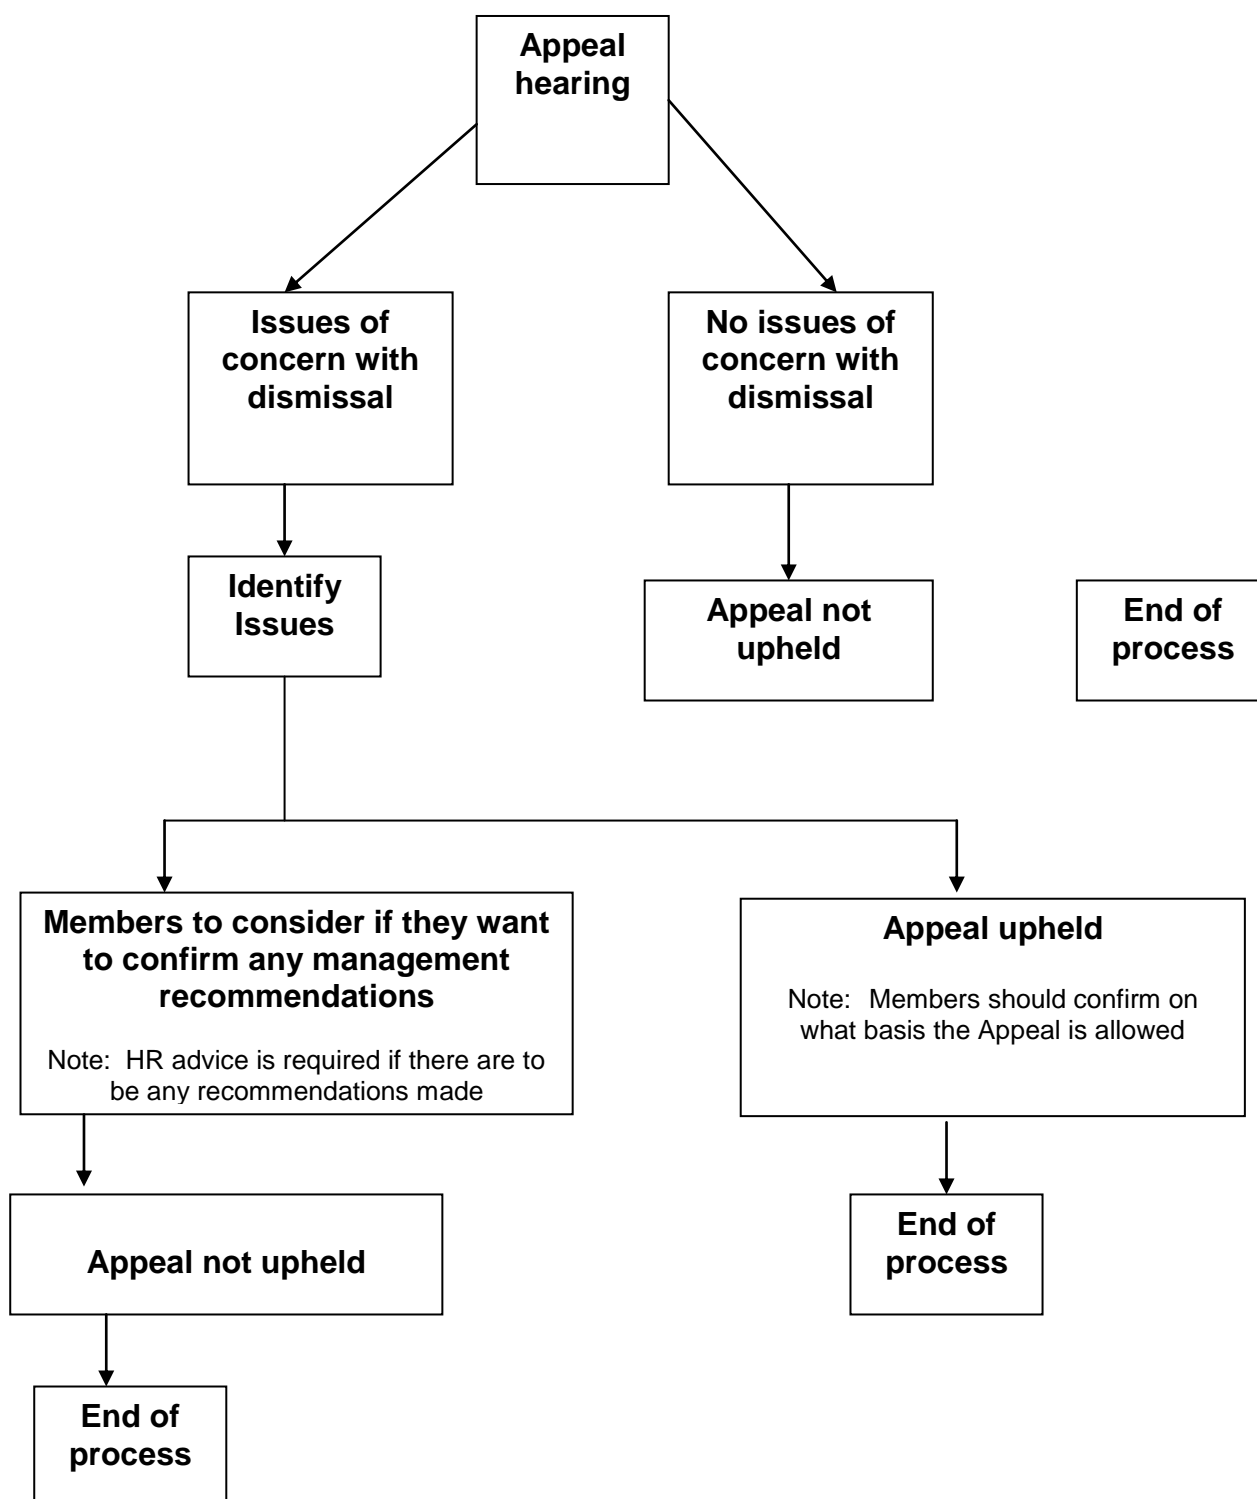 Appeal
hearing
Issues of
concern with
dismissal
No issues of
concern with
dismissal
Identify
Issues
Appeal not
upheld
End of
process
Members to consider if they want
to confirm any management
recommendations
Note:  HR advice is required if there are to
be any recommendations made
Appeal upheld
Note:  Members should confirm on
what basis the Appeal is allowed
Appeal not upheld
End of
process
End of
process